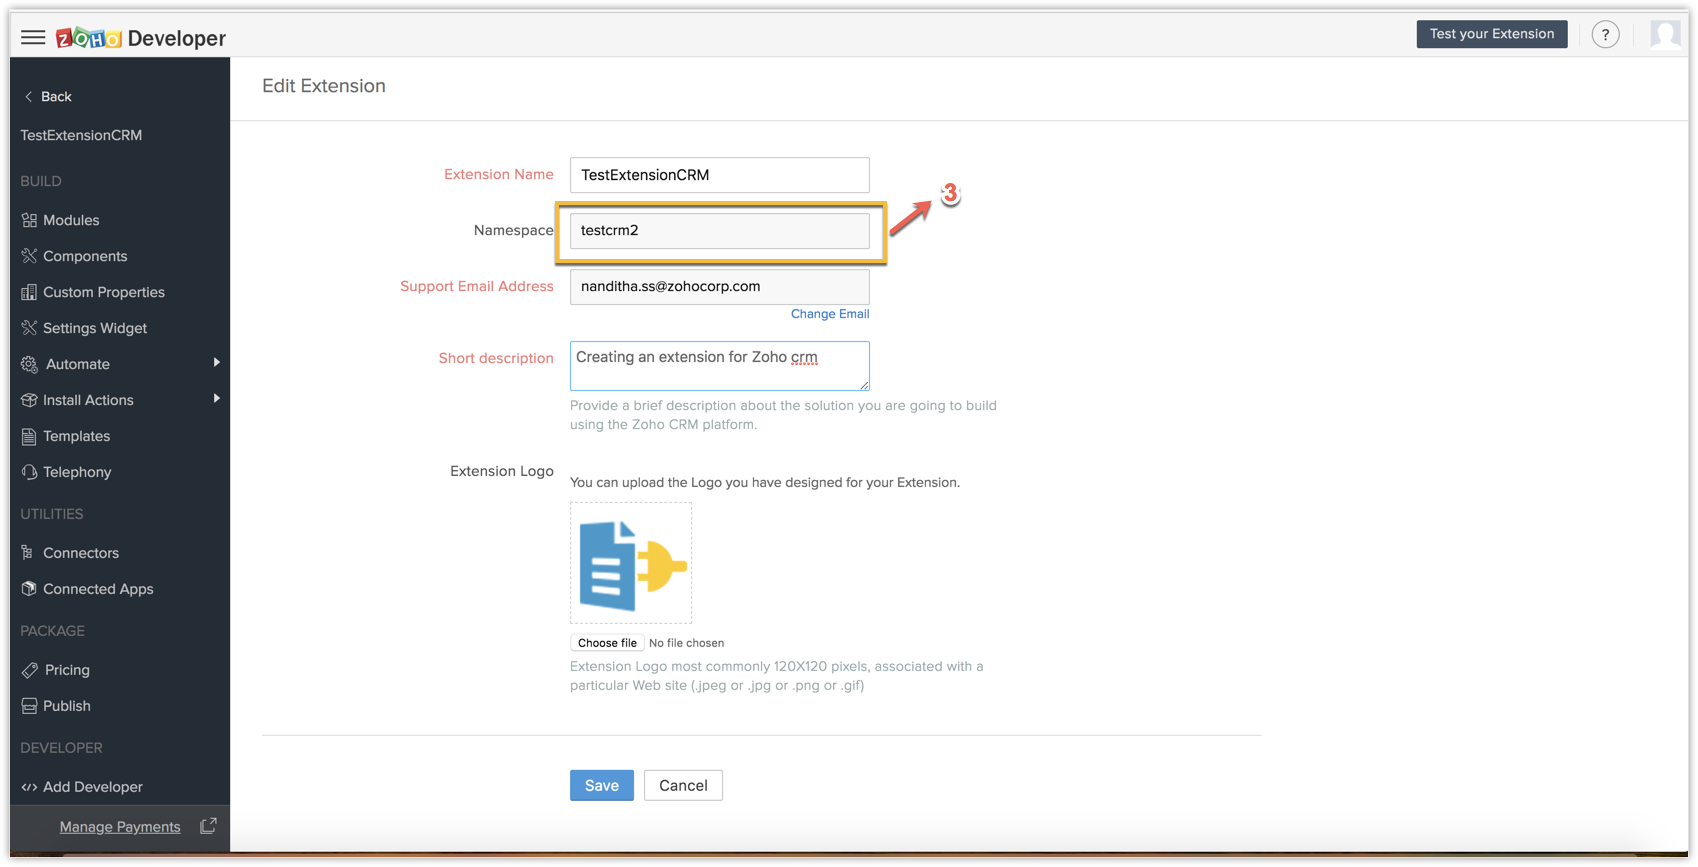 ZOHO Developer
Test your Extension
?
Back
TestExtensionCRM
BUILD
Modules
Components
Custom Properties
Settings Widget
Automate
Install Actions
Templates
Telephony
UTILITIES
Connectors
Connected Apps
PACKAGE
Pricing
Publish
DEVELOPER
Add Developer
Manage Payments
Edit Extension
Extension Name TestExtensionCRM
3
Namespace testcrm2
Support Email Address nanditha.ss@zohocorp.com
Change Email
Short description Creating an extension for Zoho crm
Provide a brief description about the solution you are going to build
using the Zoho CRM platform.
Extension Logo
You can upload the Logo you have designed for your Extension.
Choose file No file chosen
Extension Logo most commonly 120X120 pixels, associated with a
particular Web site (.jpeg or .jpg or .png or .gif)
Save Cancel